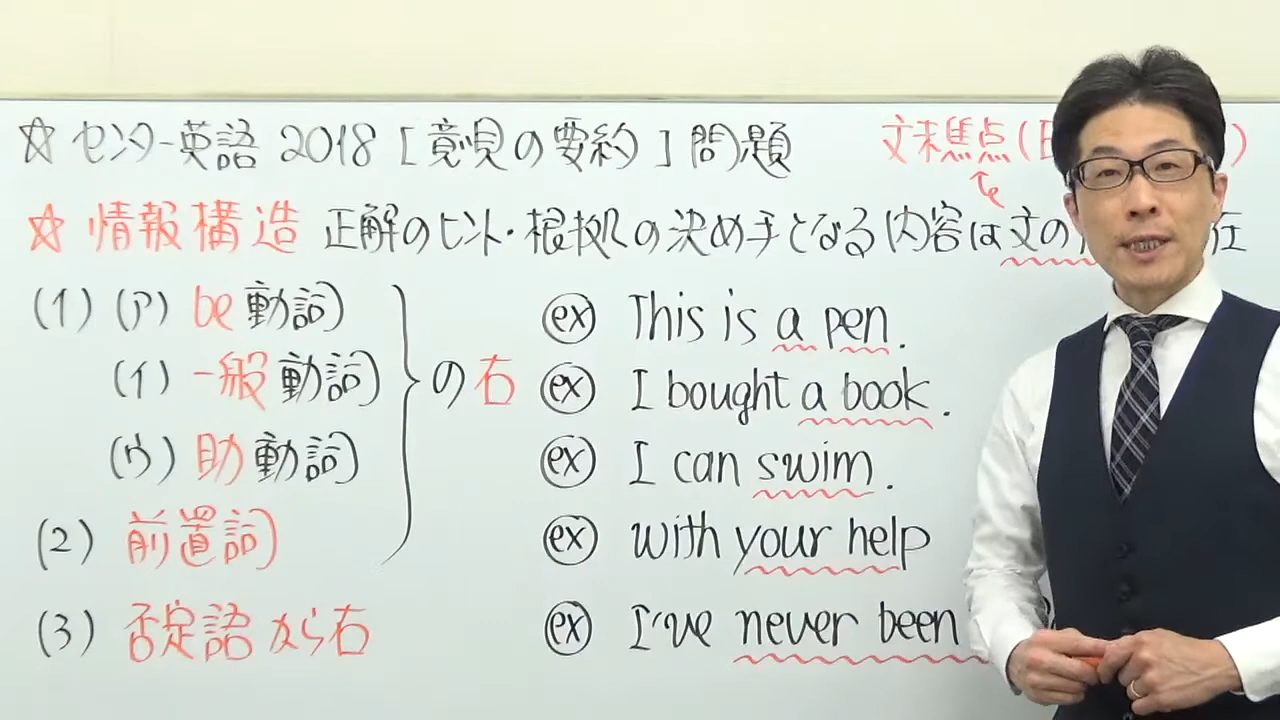 ☆ センター英語 2018 [意見の要約] 問題
文末焦点(
☆ 情報構造 正解のヒント・根拠の決め手となる内容は文の
在
(1) (ア) be動詞
(イ) 一般動詞
(ウ) 助動詞
の右
(2) 前置詞
(3) 否定語から右
ex This is a pen.
ex I bought a book.
ex I can swim.
ex with your help
ex I've never been